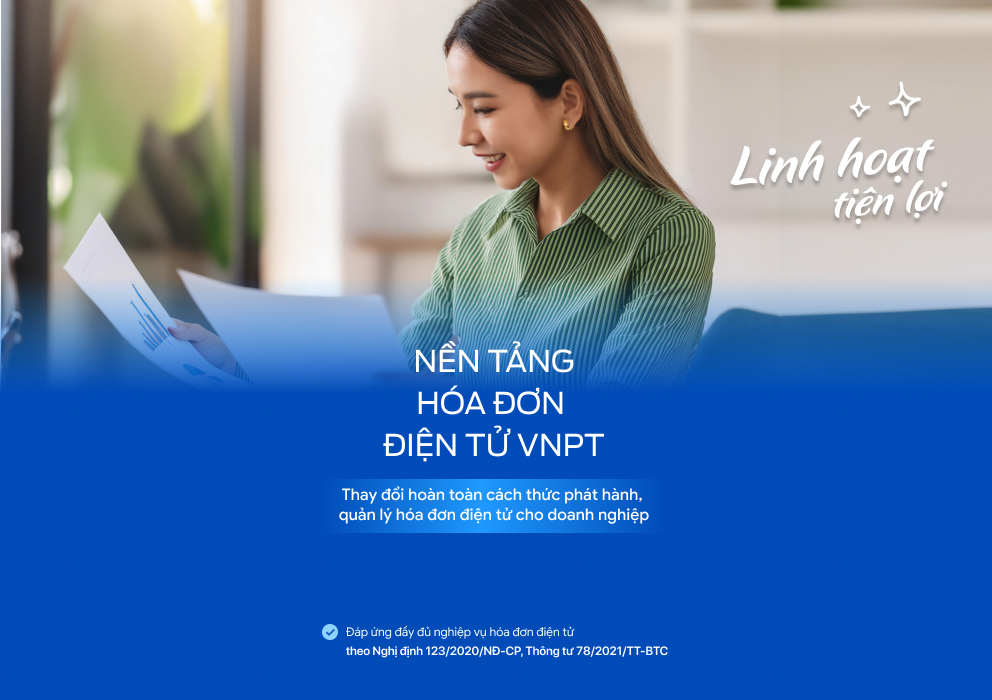 Linh hoạt
tiện lợi
NỀN TẢNG
HÓA ĐƠN
ĐIỆN TỬ VNPT
Thay đổi hoàn toàn cách thức phát hành,
quản lý hóa đơn điện tử cho doanh nghiệp
Đáp ứng đầy đủ nghiệp vụ hóa đơn điện tử
theo Nghị định 123/2020/NĐ-CP, Thông tư 78/2021/TT-BTC